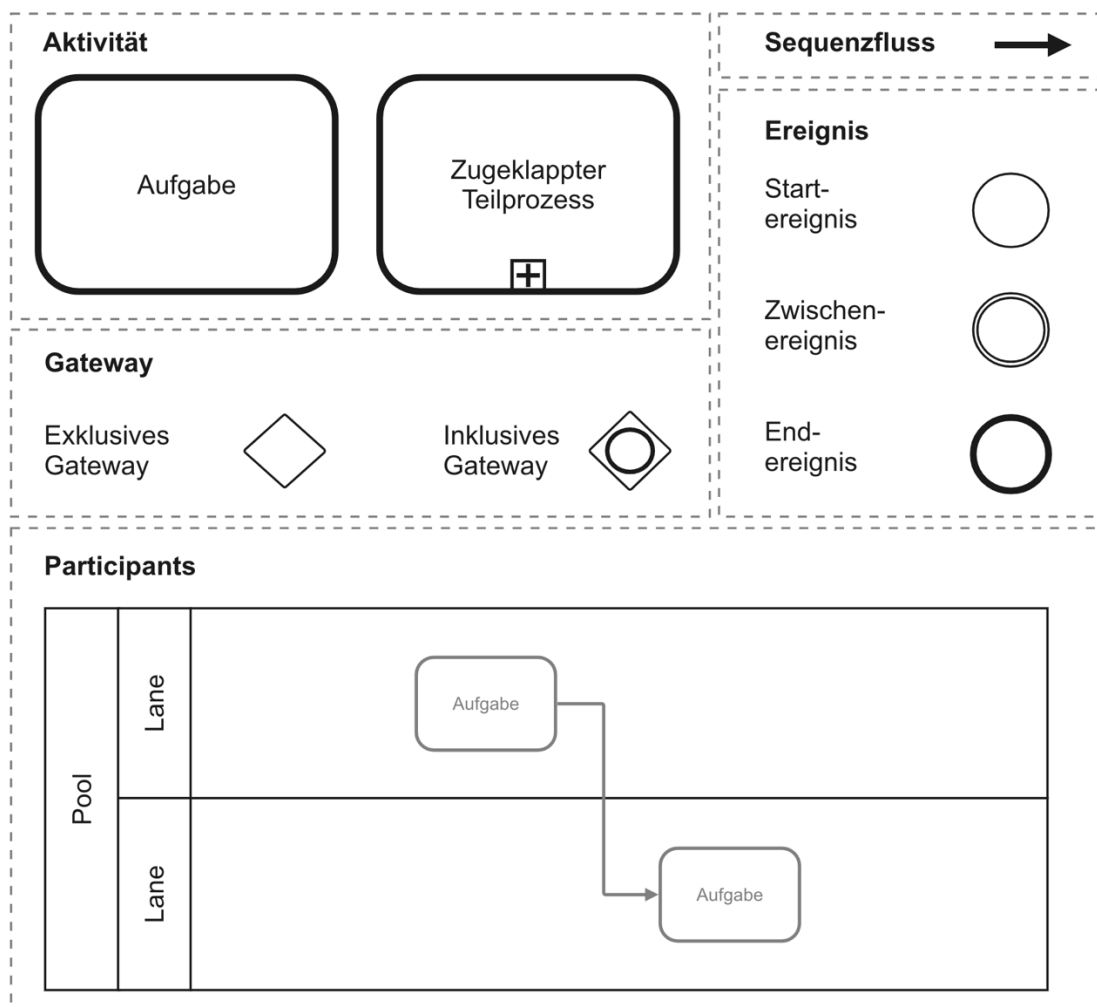 Aktivität
Aufgabe
Zugeklappter
Teilprozess
Sequenzfluss
Ereignis
Start-
ereignis
Zwischen-
ereignis
End-
ereignis
Gateway
Exklusives
Gateway
Inklusives
Gateway
Participants
Pool
Lane
Aufgabe
Lane
Aufgabe